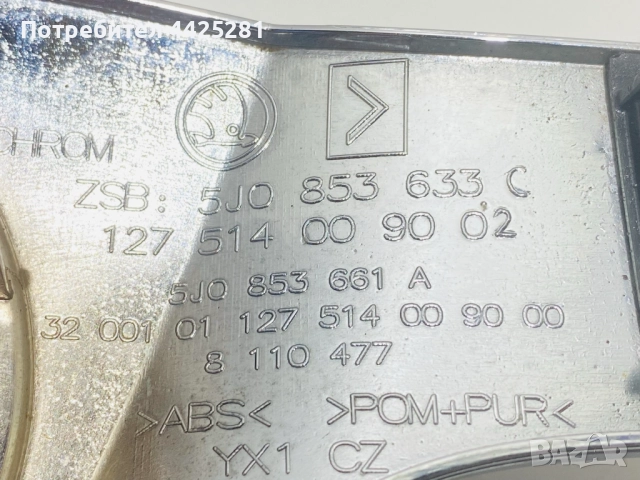 Потребител 4425281
CHROM
ZSB: 5J0 853 633 C
127 514 00 90 02
5J0 853 661 A
32 001 01 127 514 00 90 00
8 110 477
>ABS< >POM+PUR<
YX1 CZ
BAZAR